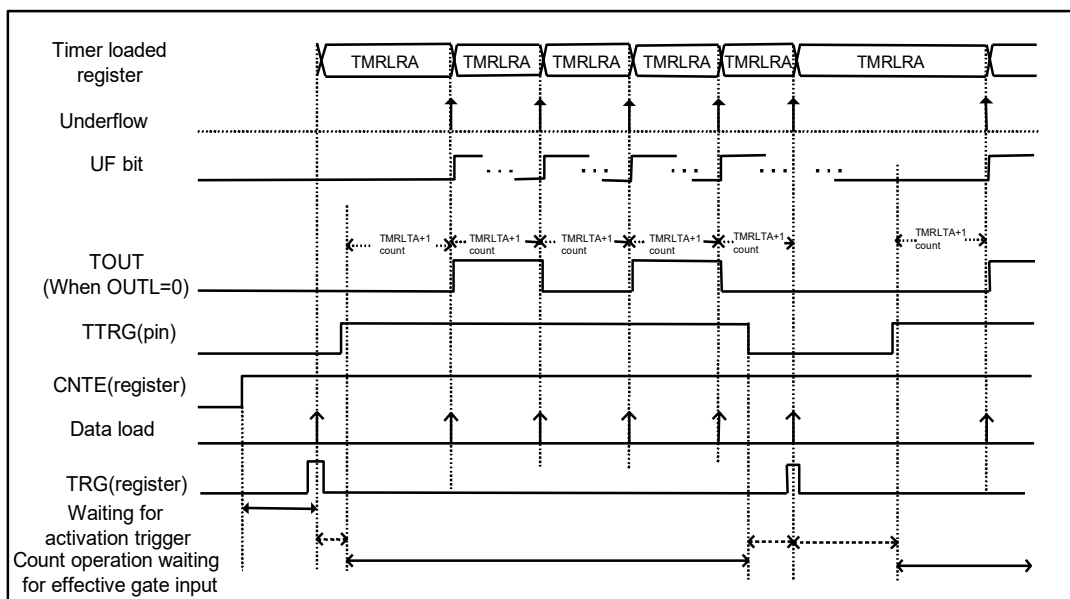 Timer loaded
register
TMRLRA TMRLRA TMRLRA TMRLRA TMRLRA TMRLRA
Underflow
UF bit
TMRLTA+1
count
TMRLTA+1
count
TMRLTA+1
count
TMRLTA+1
count
TMRLTA+1
count
TMRLTA+1
count
TOUT
(When OUTL=0)
TTRG(pin)
CNTE(register)
Data load
TRG(register)
Waiting for
activation trigger
Count operation waiting
for effective gate input